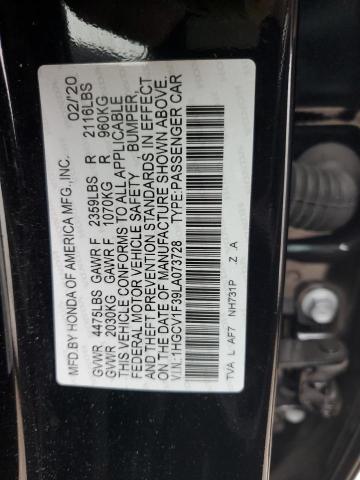 MFD.BY HONDA OF AMERICA MFG.,INC. 02/'20
GVWR 4475LBS GAWR F 2359LBS R 2116LBS
GVWR 2030KG GAWR F 1070KG R 960KG
THIS VEHICLE CONFORMS TO ALL APPLICABLE
FEDERAL MOTOR VEHICLE SAFETY , BUMPER,
AND THEFT PREVENTION STANDARDS IN EFFECT
ON THE DATE OF MANUFACTURE SHOWN ABOVE.
V.I.N:1HGCV1F39LA073728 TYPE:PASSENGER CAR
TVA L AF7 NH731P Z A